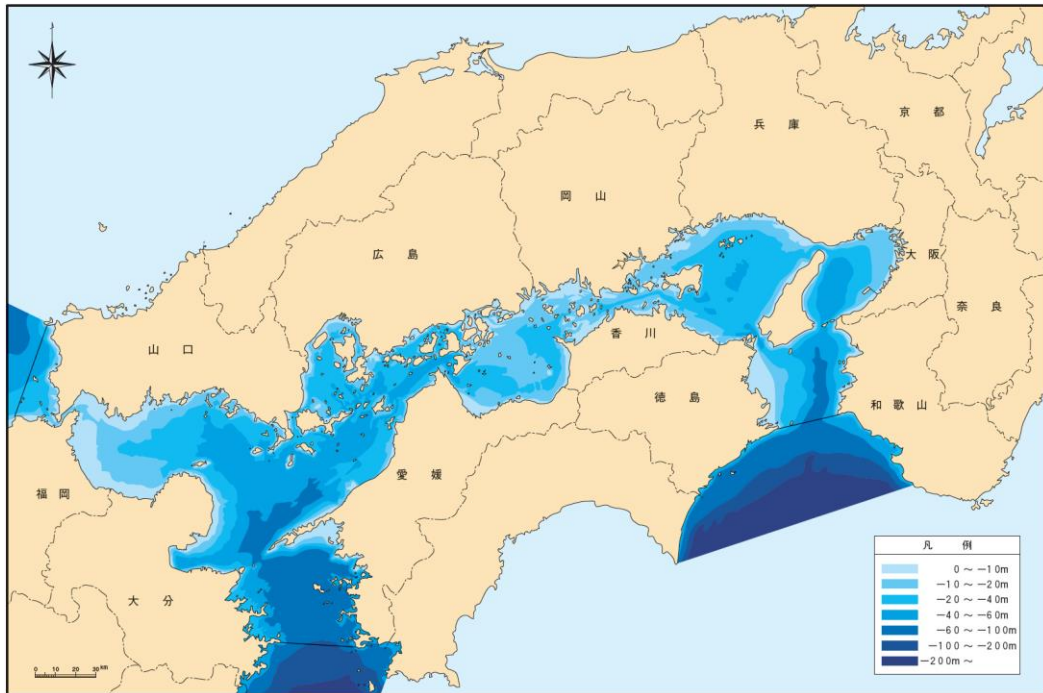 京 都
兵 庫
岡 山
広 島
大 阪
奈 良
山 口
香 川
徳 島
和 歌 山
愛 媛
福 岡
大 分
凡 例
0 ~ -10m
-10 ~ -20m
-20 ~ -40m
-40 ~ -60m
-60 ~ -100m
-100 ~ -200m
-200m ~
0 10 20 30 km